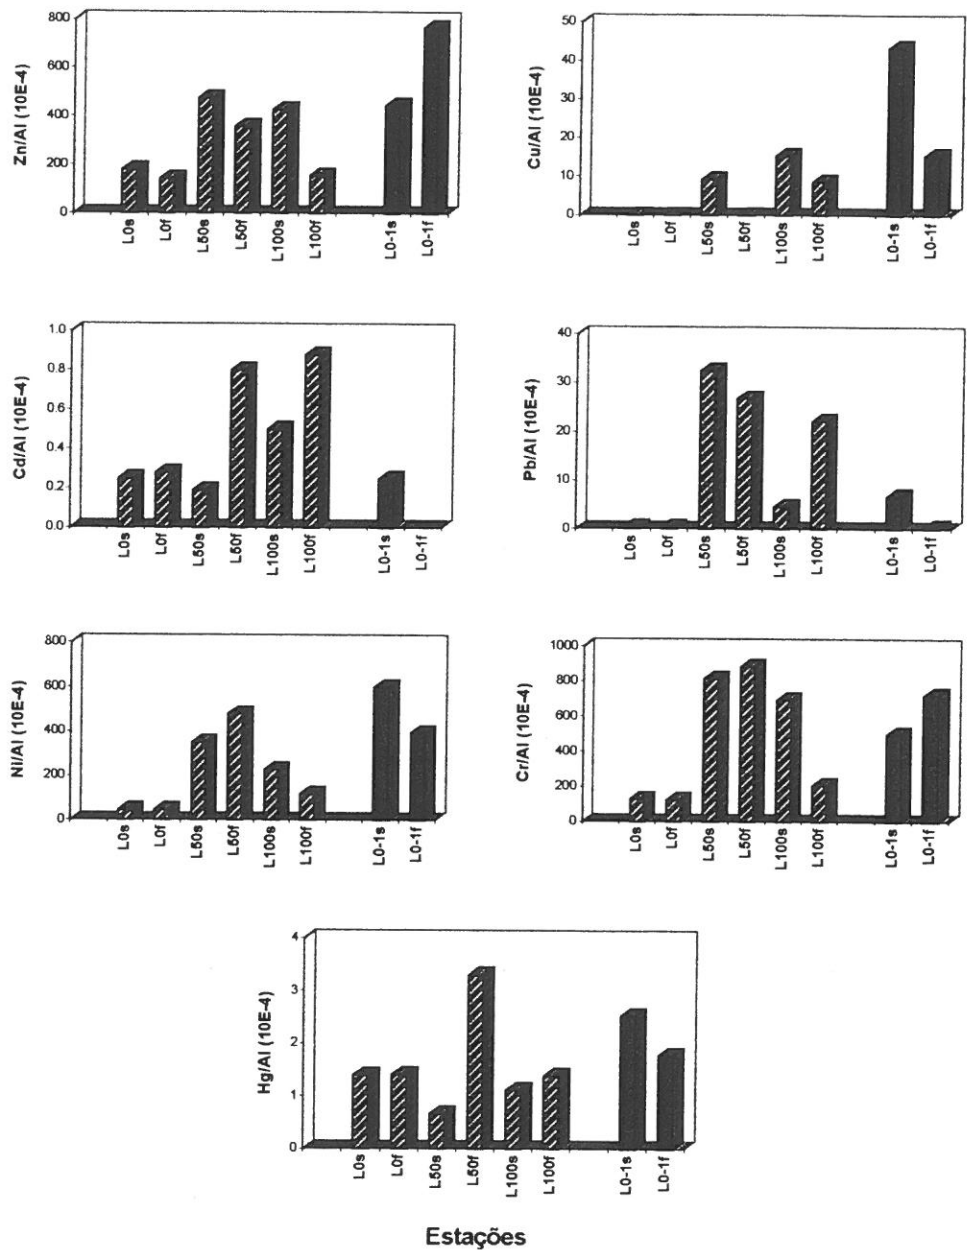 Zn/Al (10E-4)
800
600
400
200
0
L0s
L0f
L50s
L50f
L100s
L100f
L0-1s
L0-1f
Cu/Al (10E-4)
50
40
30
20
10
0
L0s
L0f
L50s
L50f
L100s
L100f
L0-1s
L0-1f
Cd/Al (10E-4)
1.0
0.8
0.6
0.4
0.2
0.0
L0s
L0f
L50s
L50f
L100s
L100f
L0-1s
L0-1f
Pb/Al (10E-4)
40
30
20
10
0
L0s
L0f
L50s
L50f
L100s
L100f
L0-1s
L0-1f
Ni/Al (10E-4)
800
600
400
200
0
L0s
L0f
L50s
L50f
L100s
L100f
L0-1s
L0-1f
Cr/Al (10E-4)
1000
800
600
400
200
0
L0s
L0f
L50s
L50f
L100s
L100f
L0-1s
L0-1f
Hg/Al (10E-4)
4
3
2
1
0
L0s
L0f
L50s
L50f
L100s
L100f
L0-1s
L0-1f
Estações